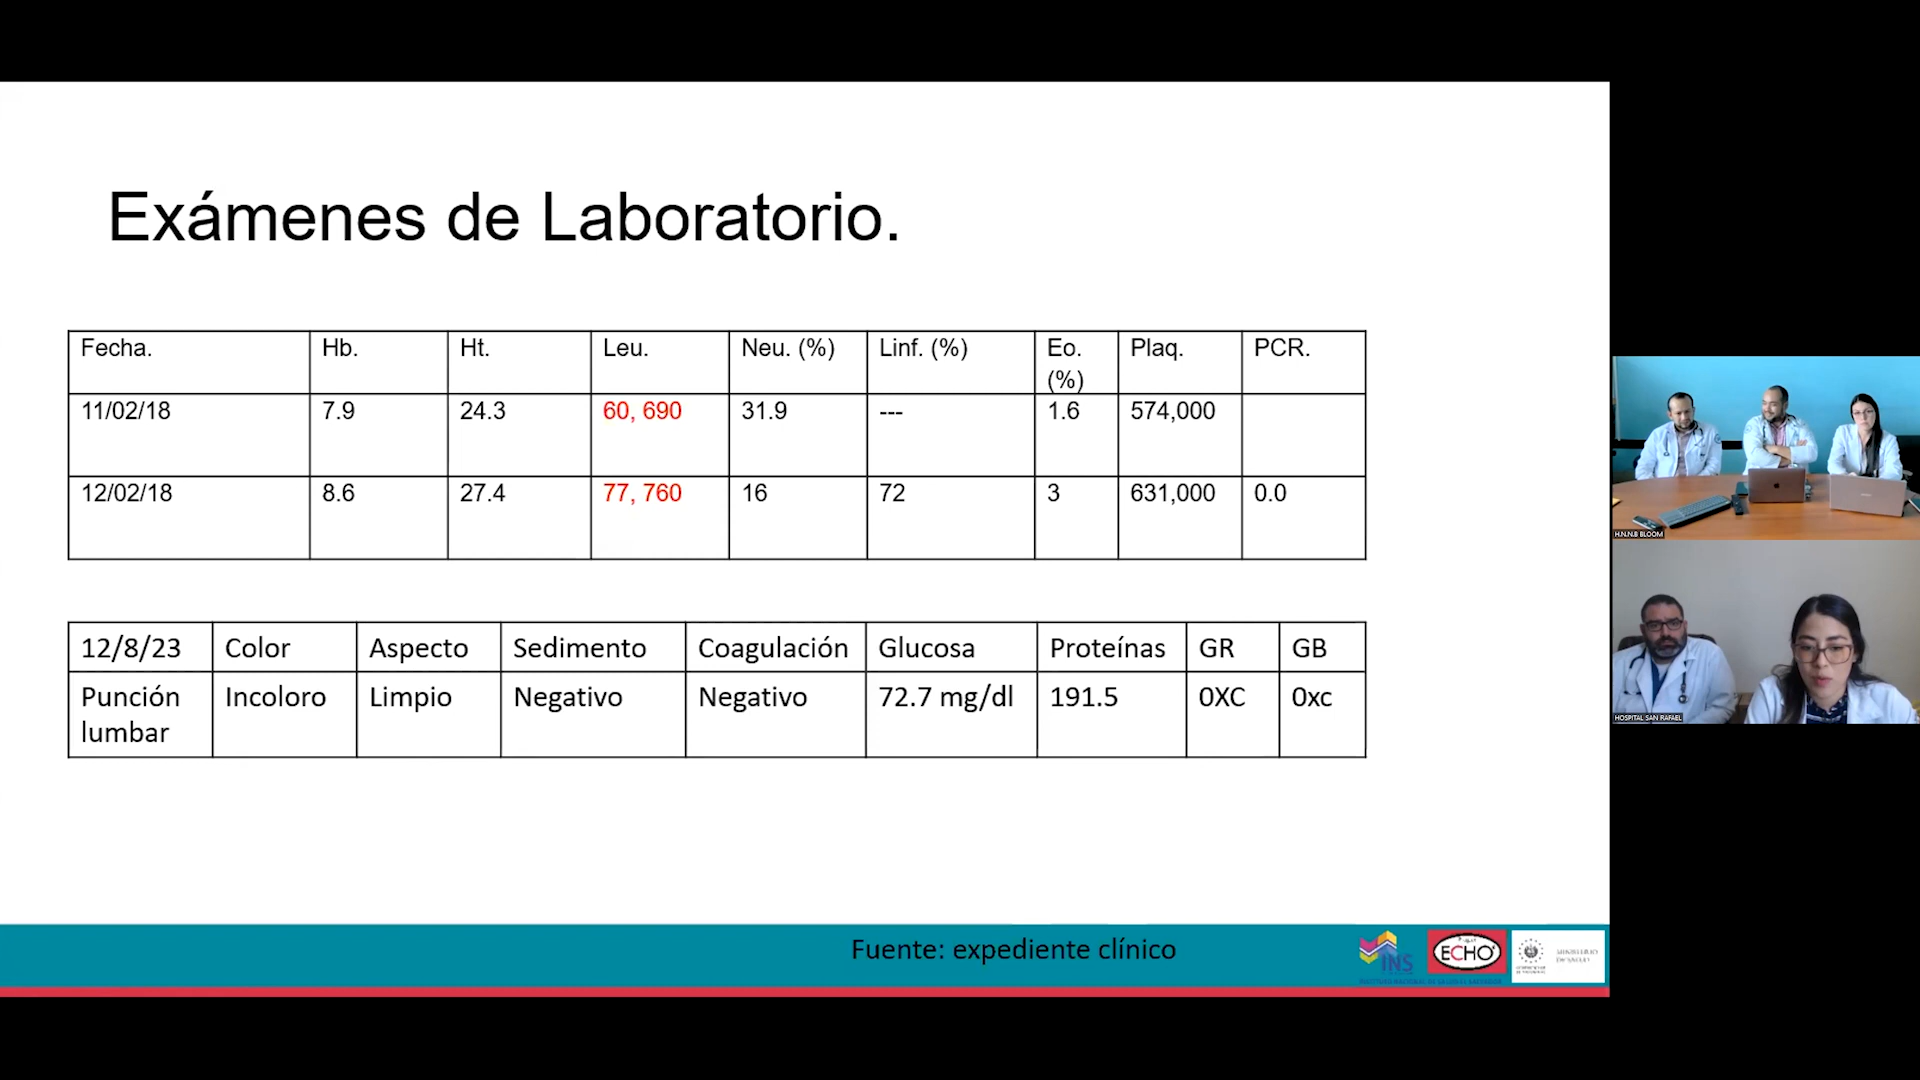 Exámenes de Laboratorio.
Fecha. Hb. Ht. Leu. Neu. (%) Linf. (%) Eo. (%) Plaq. PCR.
11/02/18 7.9 24.3 60, 690 31.9 --- 1.6 574,000
12/02/18 8.6 27.4 77, 760 16 72 3 631,000 0.0
12/8/23 Color Aspecto Sedimento Coagulación Glucosa Proteínas GR GB
Punción lumbar Incoloro Limpio Negativo Negativo 72.7 mg/dl 191.5 0XC 0xc
Fuente: expediente clínico
INS
ECHO
MINISTERIO
DE SALUD
H.N.N.B BLOOM
HOSPITAL SAN RAFAEL